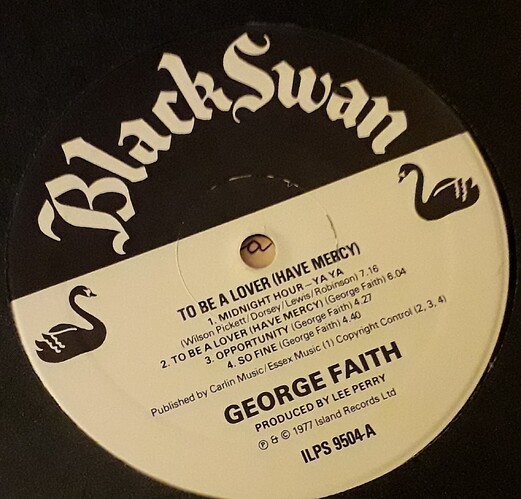 Black Swan
a
TO BE A LOVER (HAVE MERCY)
1. MIDNIGHT HOUR – YA YA
(Wilson Pickett/Dorsey/Lewis/Robinson) 7.16
2. TO BE A LOVER (HAVE MERCY) (George Faith) 6.04
3. OPPORTUNITY (George Faith) 4.27
4. SO FINE (George Faith) 4.40
Published by Carlin Music/Essex Music (1) Copyright Control (2, 3, 4)
GEORGE FAITH
PRODUCED BY LEE PERRY
℗ & © 1977 Island Records Ltd
ILPS 9504-A